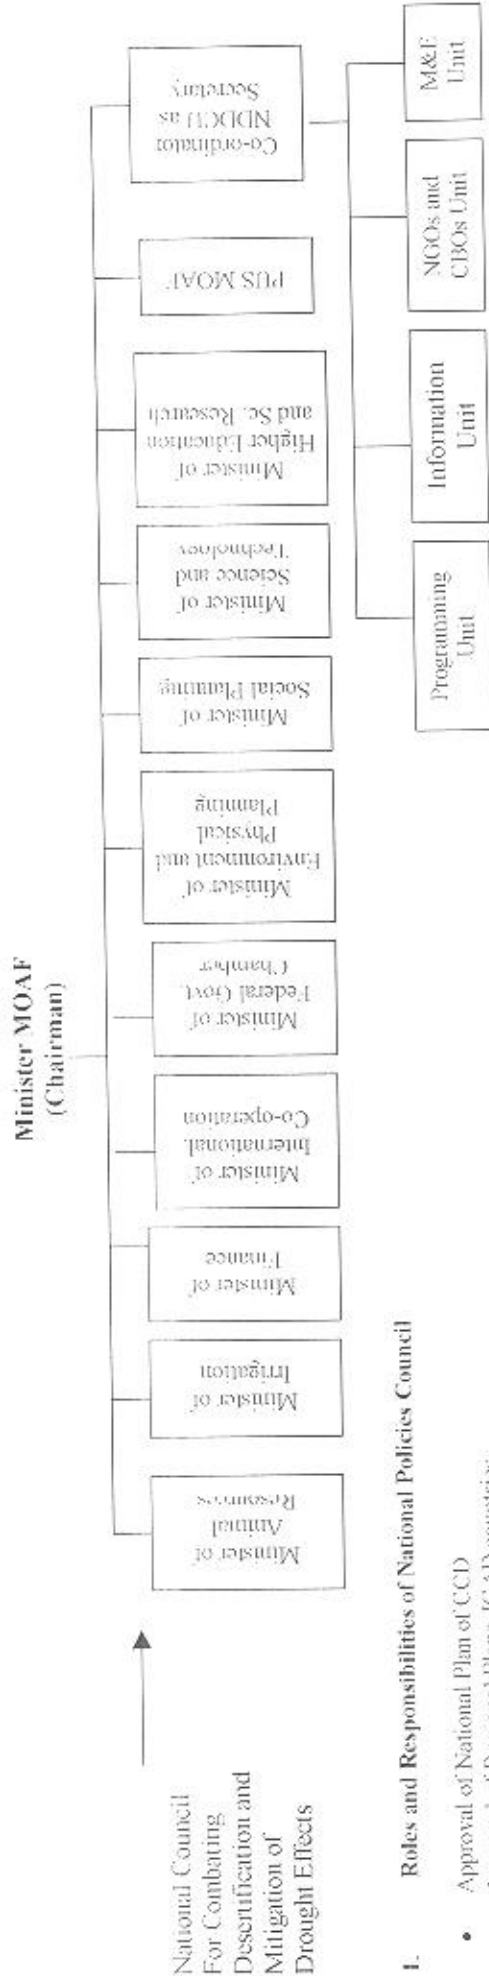 Minister MOAF
(Chairman)
National Council
For Combating
Desertification and
Mitigation of
Drought Effects
Minister of
Animal
Resources
Minister of
Irrigation
Minister of
Finance
Minister of
International
Co-operation
Minister of
Federal Govt.
Chamber
Minister of
Environment and
Physical
Planning
Minister of
Social Planning
Minister of
Science and
Technology
Minister of
Higher Education
and Sc. Research
PUS MOAF
Co-ordinator
NDDCU as
Secretary
Programming
Unit
Information
Unit
NGOs and
CBOs Unit
M&E
Unit
I. Roles and Responsibilities of National Policies Council
• Approval of National Plan of CCD